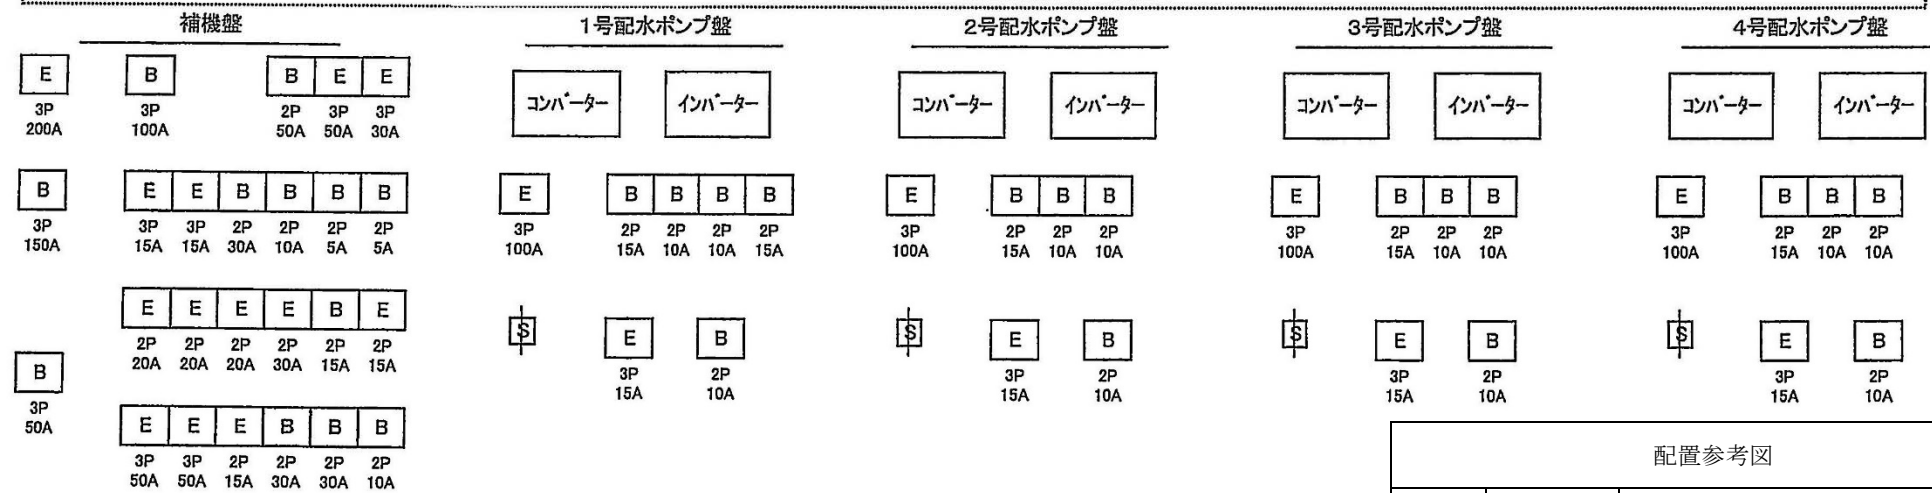 補機盤 1号配水ポンプ盤 2号配水ポンプ盤 3号配水ポンプ盤 4号配水ポンプ盤
E B B E E
3P 3P 2P 3P 3P
200A 100A 50A 50A 30A
コンバーター インバーター コンバーター インバーター コンバーター インバーター コンバーター インバーター
B E E B B B B
3P 3P 3P 2P 2P 2P 2P
150A 15A 15A 30A 10A 5A 5A
E B B B B E B B B E B B B E B B B
3P 2P 2P 2P 2P 3P 2P 2P 2P 3P 2P 2P 2P 3P 2P 2P 2P
100A 15A 10A 10A 15A 100A 15A 10A 10A 100A 15A 10A 10A 100A 15A 10A 10A
E E E E B E
2P 2P 2P 2P 2P 2P
20A 20A 20A 30A 15A 15A
S E B S E B S E B S E B
3P 2P 3P 2P 3P 2P 3P 2P
15A 10A 15A 10A 15A 10A 15A 10A
B
3P
50A
E E E B B B
3P 3P 2P 2P 2P 2P
50A 50A 15A 30A 30A 10A
配置参考図